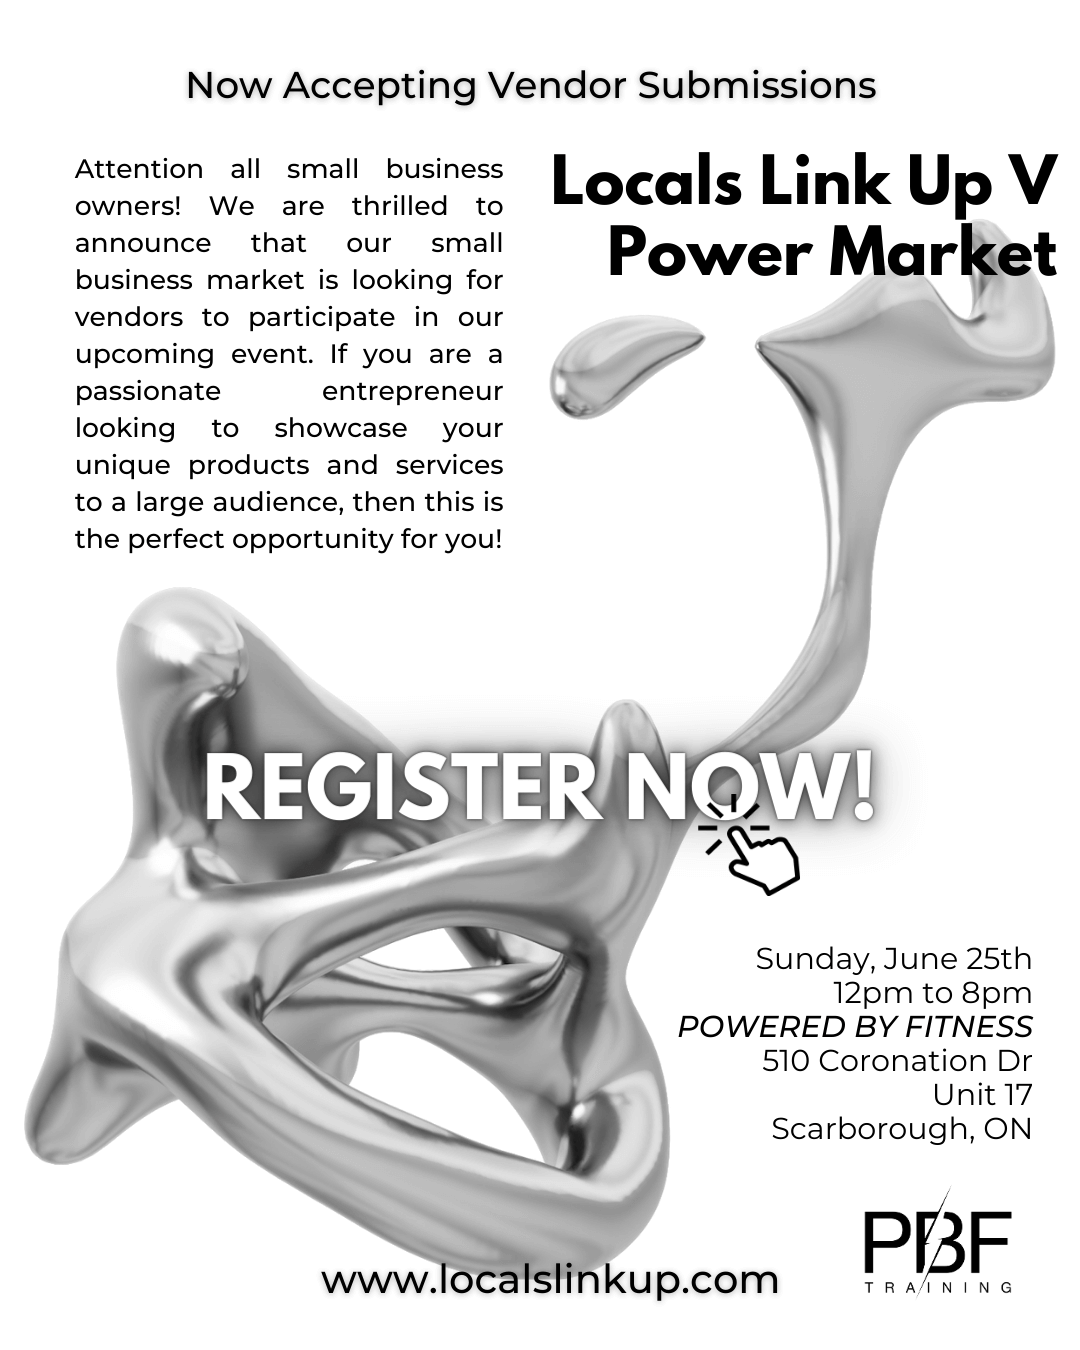 Now Accepting Vendor Submissions
Attention all small business
owners! We are thrilled to
announce that our small
business market is looking for
vendors to participate in our
upcoming event. If you are a
passionate entrepreneur
looking to showcase your
unique products and services
to a large audience, then this is
the perfect opportunity for you!
Locals Link Up V
Power Market
REGISTER NOW!
Sunday, June 25th
12pm to 8pm
POWERED BY FITNESS
510 Coronation Dr
Unit 17
Scarborough, ON
PBF
TRAINING
www.localslinkup.com